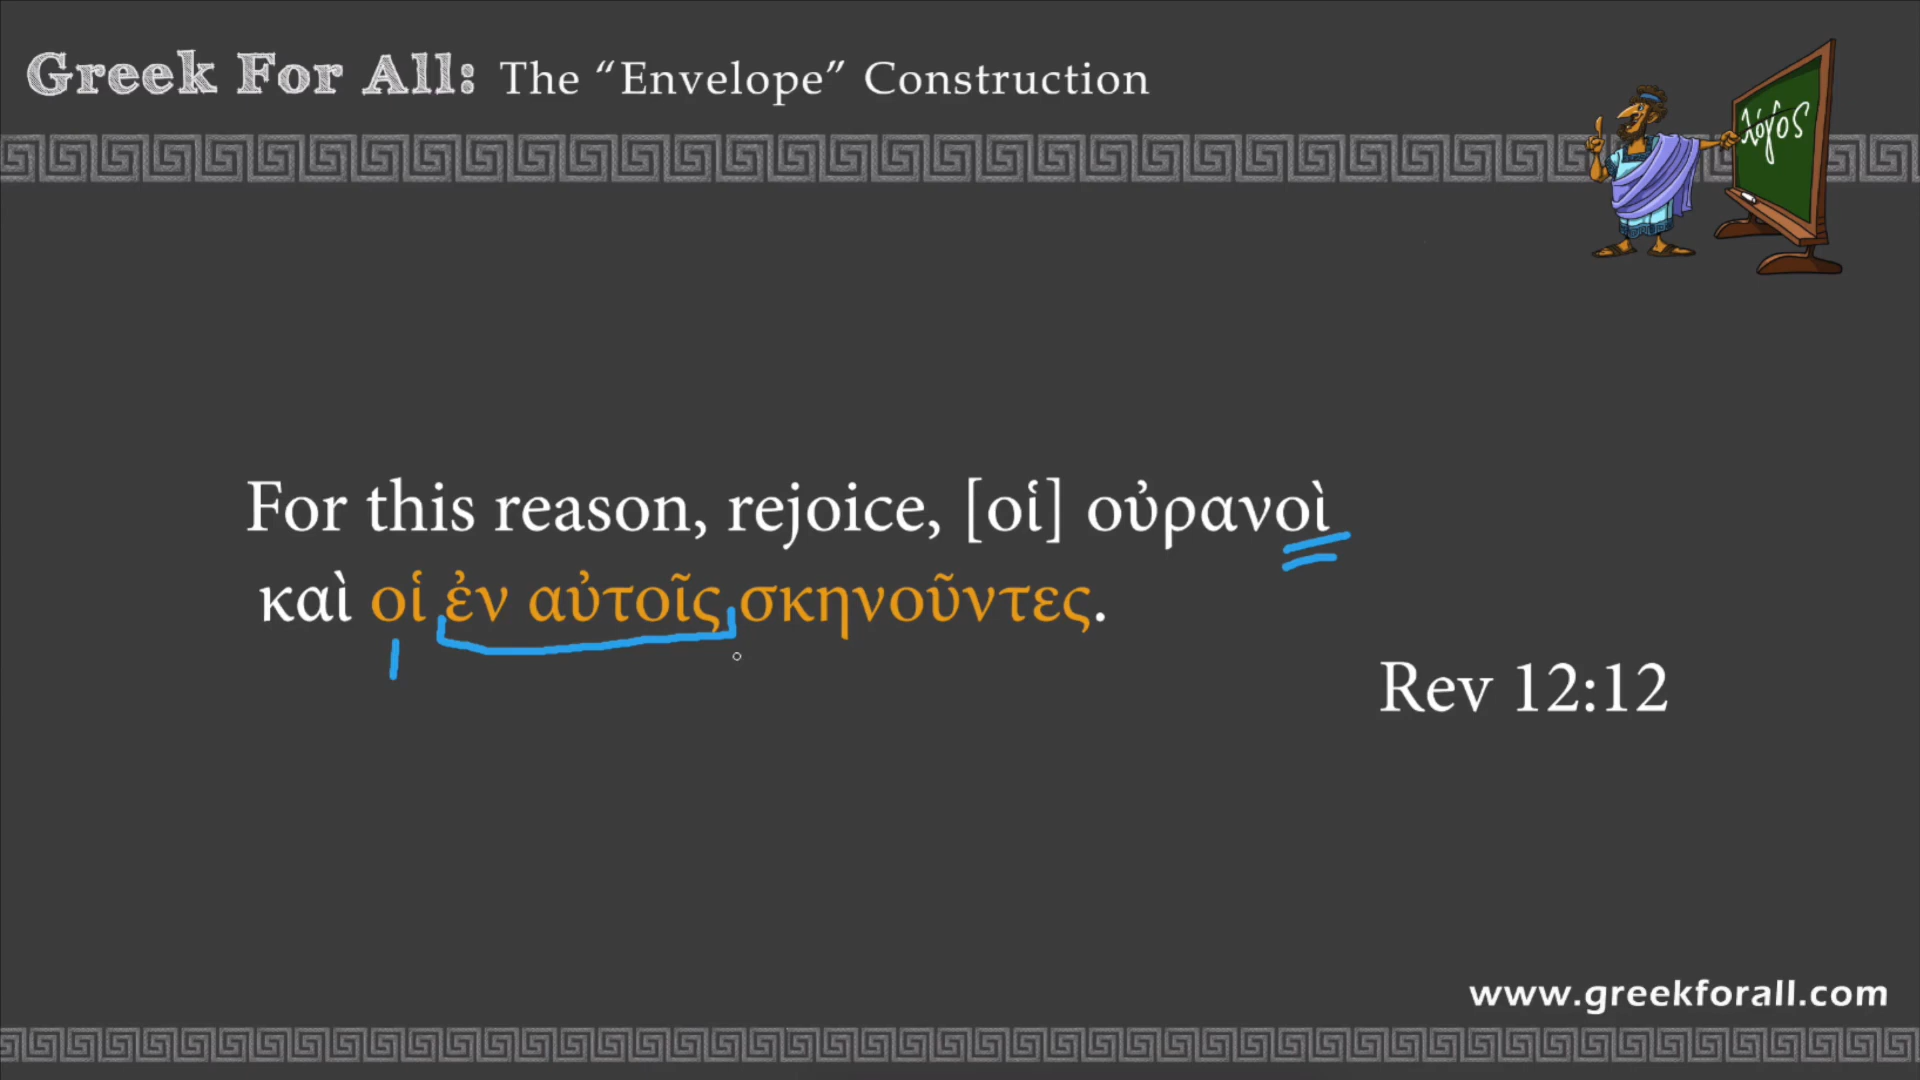 Greek For All: The “Envelope” Construction
λόγος
For this reason, rejoice, [οἱ] οὐρανοὶ
καὶ οἱ ἐν αὐτοῖς σκηνοῦντες.
Rev 12:12
www.greekforall.com